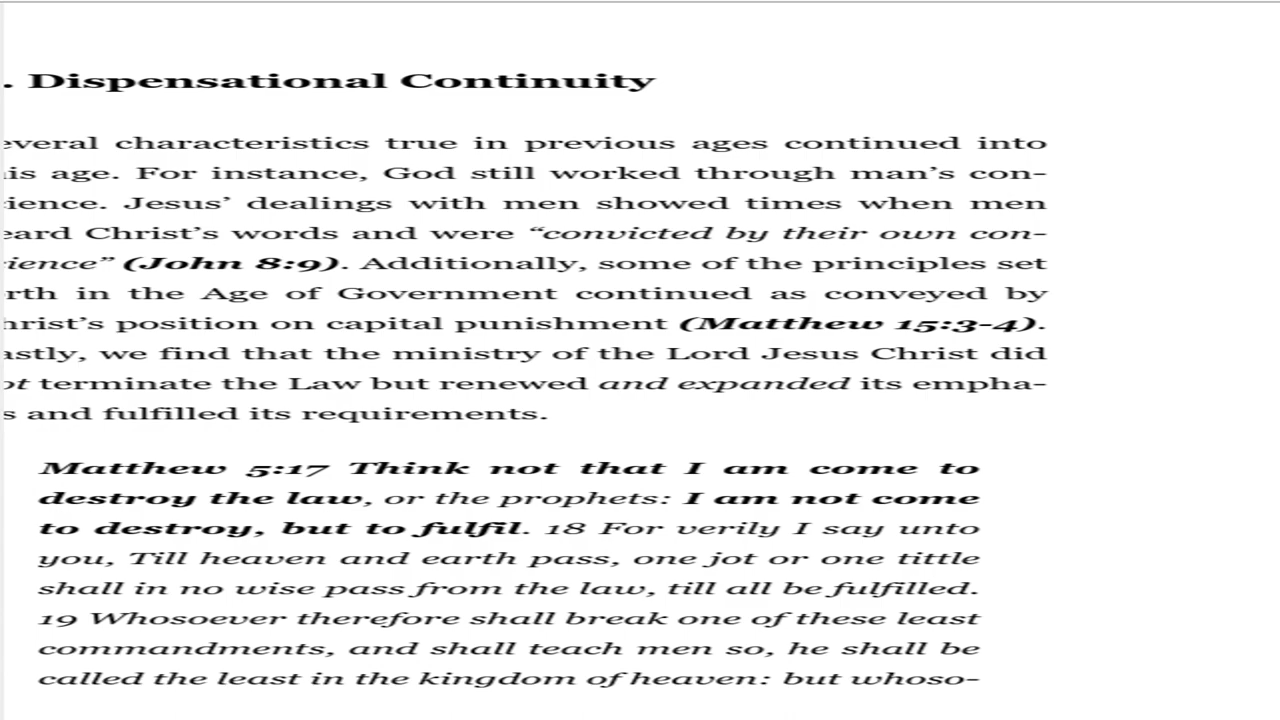 . Dispensational Continuity
everal characteristics true in previous ages continued into
is age. For instance, God still worked through man's con-
ience. Jesus' dealings with men showed times when men
eard Christ's words and were “convicted by their own con-
ience” (John 8:9). Additionally, some of the principles set
rth in the Age of Government continued as conveyed by
hrist's position on capital punishment (Matthew 15:3-4).
astly, we find that the ministry of the Lord Jesus Christ did
ot terminate the Law but renewed and expanded its empha-
s and fulfilled its requirements.
Matthew 5:17 Think not that I am come to
destroy the law, or the prophets: I am not come
to destroy, but to fulfil. 18 For verily I say unto
you, Till heaven and earth pass, one jot or one tittle
shall in no wise pass from the law, till all be fulfilled.
19 Whosoever therefore shall break one of these least
commandments, and shall teach men so, he shall be
called the least in the kingdom of heaven: but whoso-